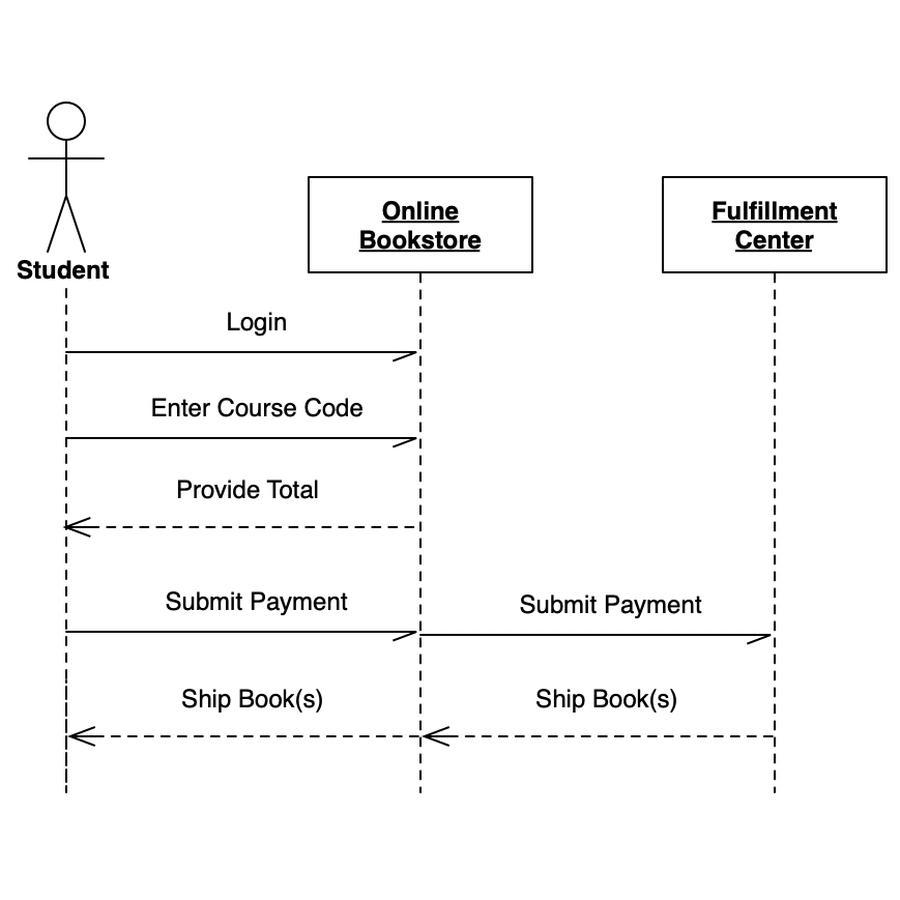 Student
Online
Bookstore
Fulfillment
Center
Login
Enter Course Code
Provide Total
Submit Payment
Submit Payment
Ship Book(s)
Ship Book(s)